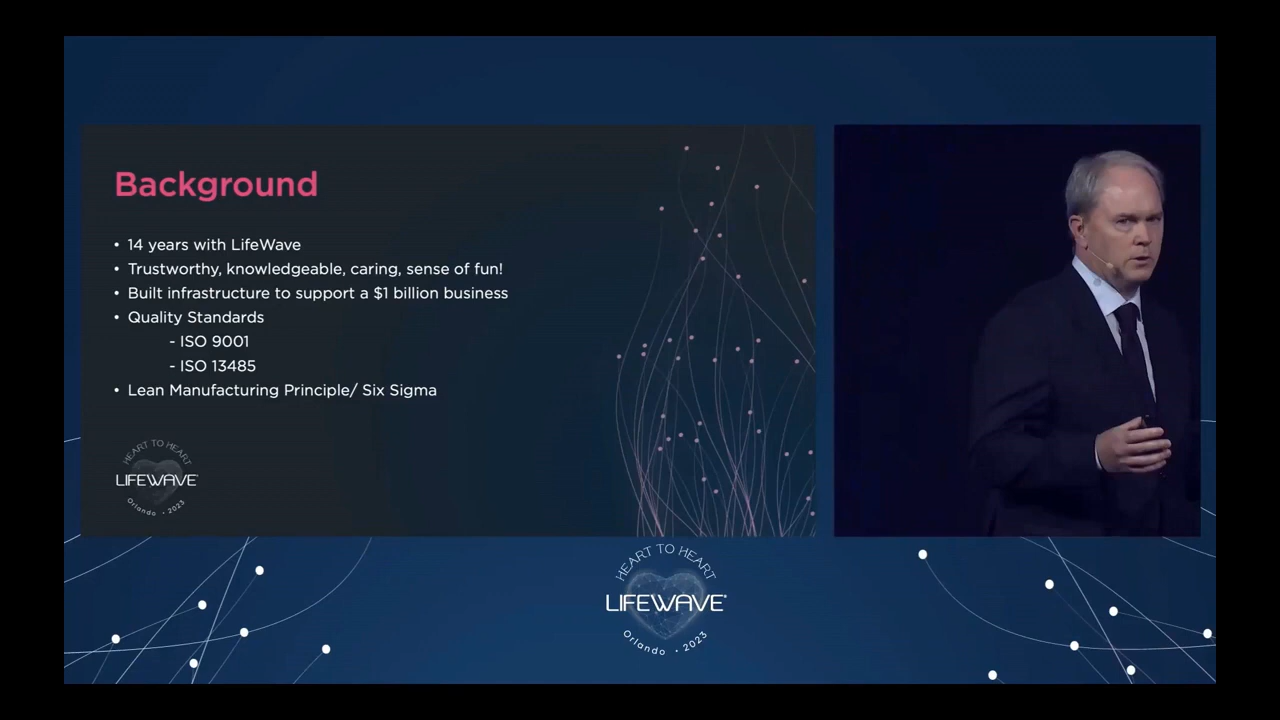 Background
• 14 years with LifeWave
• Trustworthy, knowledgeable, caring, sense of fun!
• Built infrastructure to support a $1 billion business
• Quality Standards
- ISO 9001
- ISO 13485
• Lean Manufacturing Principle/ Six Sigma
HEART TO HEART
LIFEWAVE
Orlando • 2023
HEART TO HEART
LIFEWAVE®
Orlando • 2023